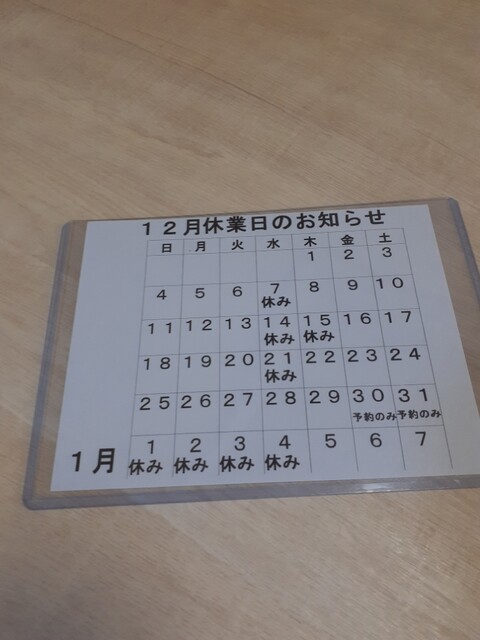 12月休業日のお知らせ
日 月 火 水 木 金 土
1 2 3
4 5 6 7 8 9 10
休み
11 12 13 14 15 16 17
休み 休み
18 19 20 21 22 23 24
休み
25 26 27 28 29 30 31
予約のみ 予約のみ
1月 1 2 3 4 5 6 7
休み 休み 休み 休み